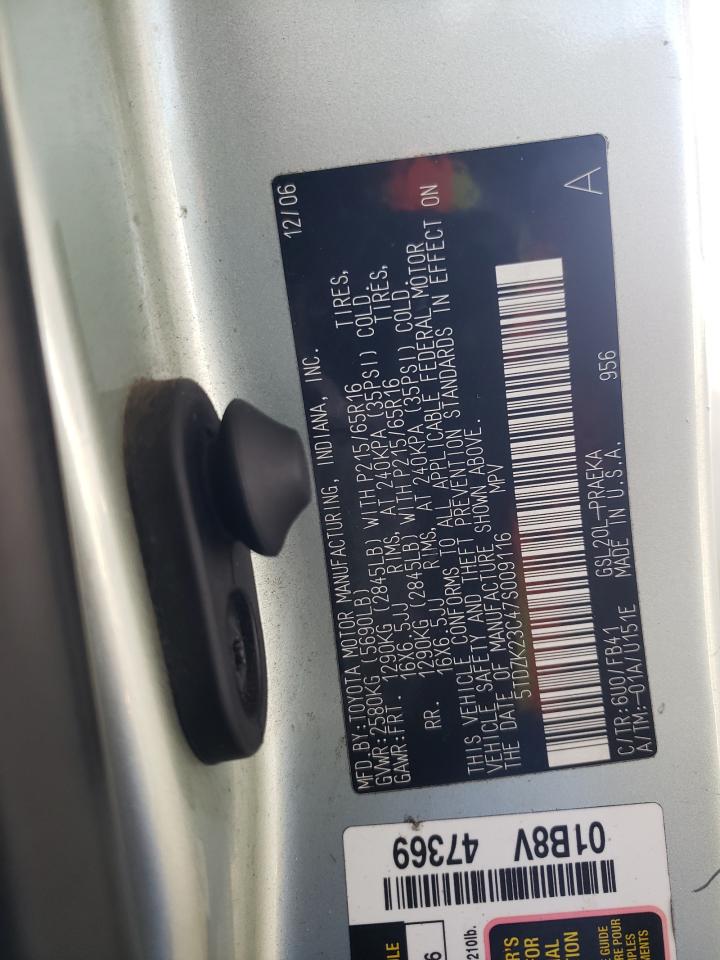 MFD.BY:TOYOTA MOTOR MANUFACTURING, INDIANA, INC. 12/06
GVWR:2580KG (5690LB)
GAWR:FRT. 1290KG (2845LB) WITH P215/65R16 TIRES,
16X6.5JJ RIMS, AT 240KPA (35PSI) COLD.
RR. 1290KG (2845LB) WITH P215/65R16 TIRES,
16X6.5JJ RIMS, AT 240KPA (35PSI) COLD.
THIS VEHICLE CONFORMS TO ALL APPLICABLE FEDERAL MOTOR
VEHICLE SAFETY AND THEFT PREVENTION STANDARDS IN EFFECT ON
THE DATE OF MANUFACTURE SHOWN ABOVE.
5TDZK23C47S009116 MPV
C/TR:6U0/FB41 GSL20L-PRAEKA 956 A
A/TM:-01A/U151E MADE IN U.S.A.
01B8V 47369
210lb.
GUIDE